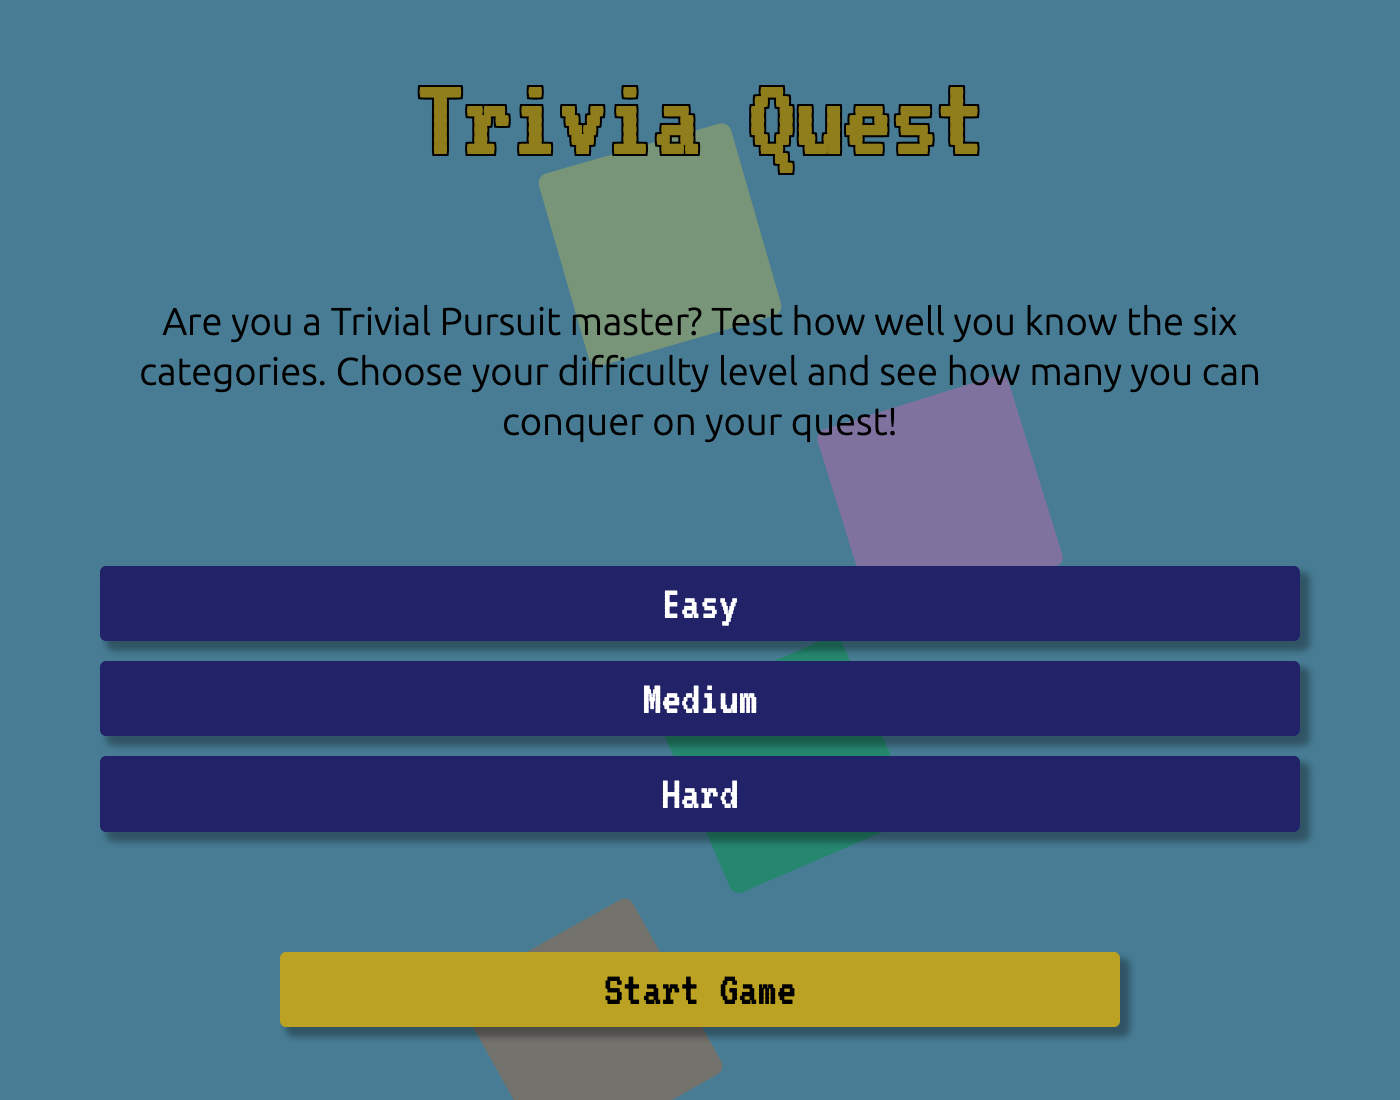 Trivia Quest
Are you a Trivial Pursuit master? Test how well you know the six
categories. Choose your difficulty level and see how many you can
conquer on your quest!
Easy
Medium
Hard
Start Game